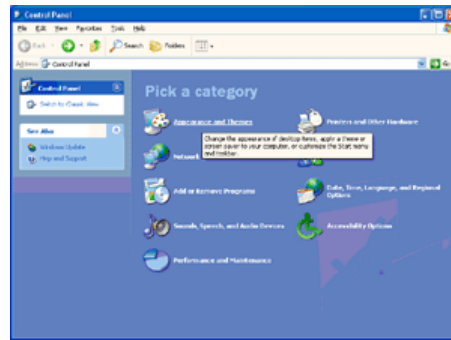 Control Panel
File Edit View Favorites Tools Help
Back Search Folders
Address Control Panel Go
Control Panel
Switch to Classic View
See Also
Windows Update
Help and Support
Pick a category
Appearance and Themes
Printers and Other Hardware
Change the appearance of desktop items, apply a theme or
screen saver to your computer, or customize the Start menu
and taskbar.
Network
Add or Remove Programs
Date, Time, Language, and Regional
Options
Sounds, Speech, and Audio Devices
Accessibility Options
Performance and Maintenance